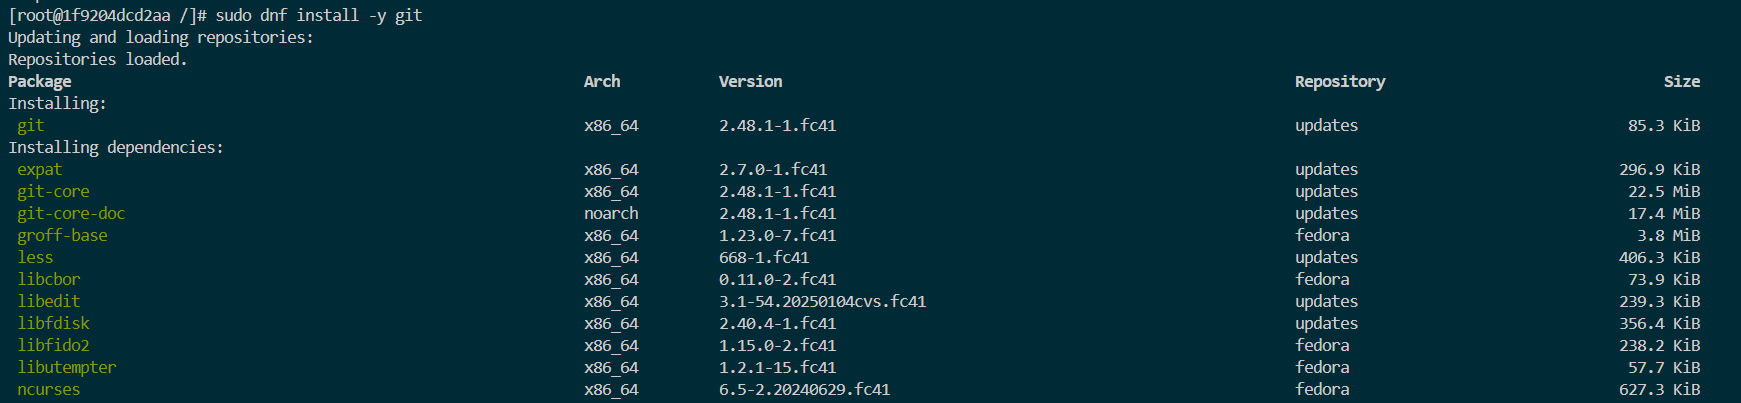 [root@1f9204dcd2aa /]# sudo dnf install -y git
Updating and loading repositories:
Repositories loaded.
Package Arch Version Repository Size
Installing:
git x86_64 2.48.1-1.fc41 updates 85.3 KiB
Installing dependencies:
expat x86_64 2.7.0-1.fc41 updates 296.9 KiB
git-core x86_64 2.48.1-1.fc41 updates 22.5 MiB
git-core-doc noarch 2.48.1-1.fc41 updates 17.4 MiB
groff-base x86_64 1.23.0-7.fc41 fedora 3.8 MiB
less x86_64 668-1.fc41 updates 406.3 KiB
libcbor x86_64 0.11.0-2.fc41 fedora 73.9 KiB
libedit x86_64 3.1-54.20250104cvs.fc41 updates 239.3 KiB
libfdisk x86_64 2.40.4-1.fc41 updates 356.4 KiB
libfido2 x86_64 1.15.0-2.fc41 fedora 238.2 KiB
libutempter x86_64 1.2.1-15.fc41 fedora 57.7 KiB
ncurses x86_64 6.5-2.20240629.fc41 fedora 627.3 KiB